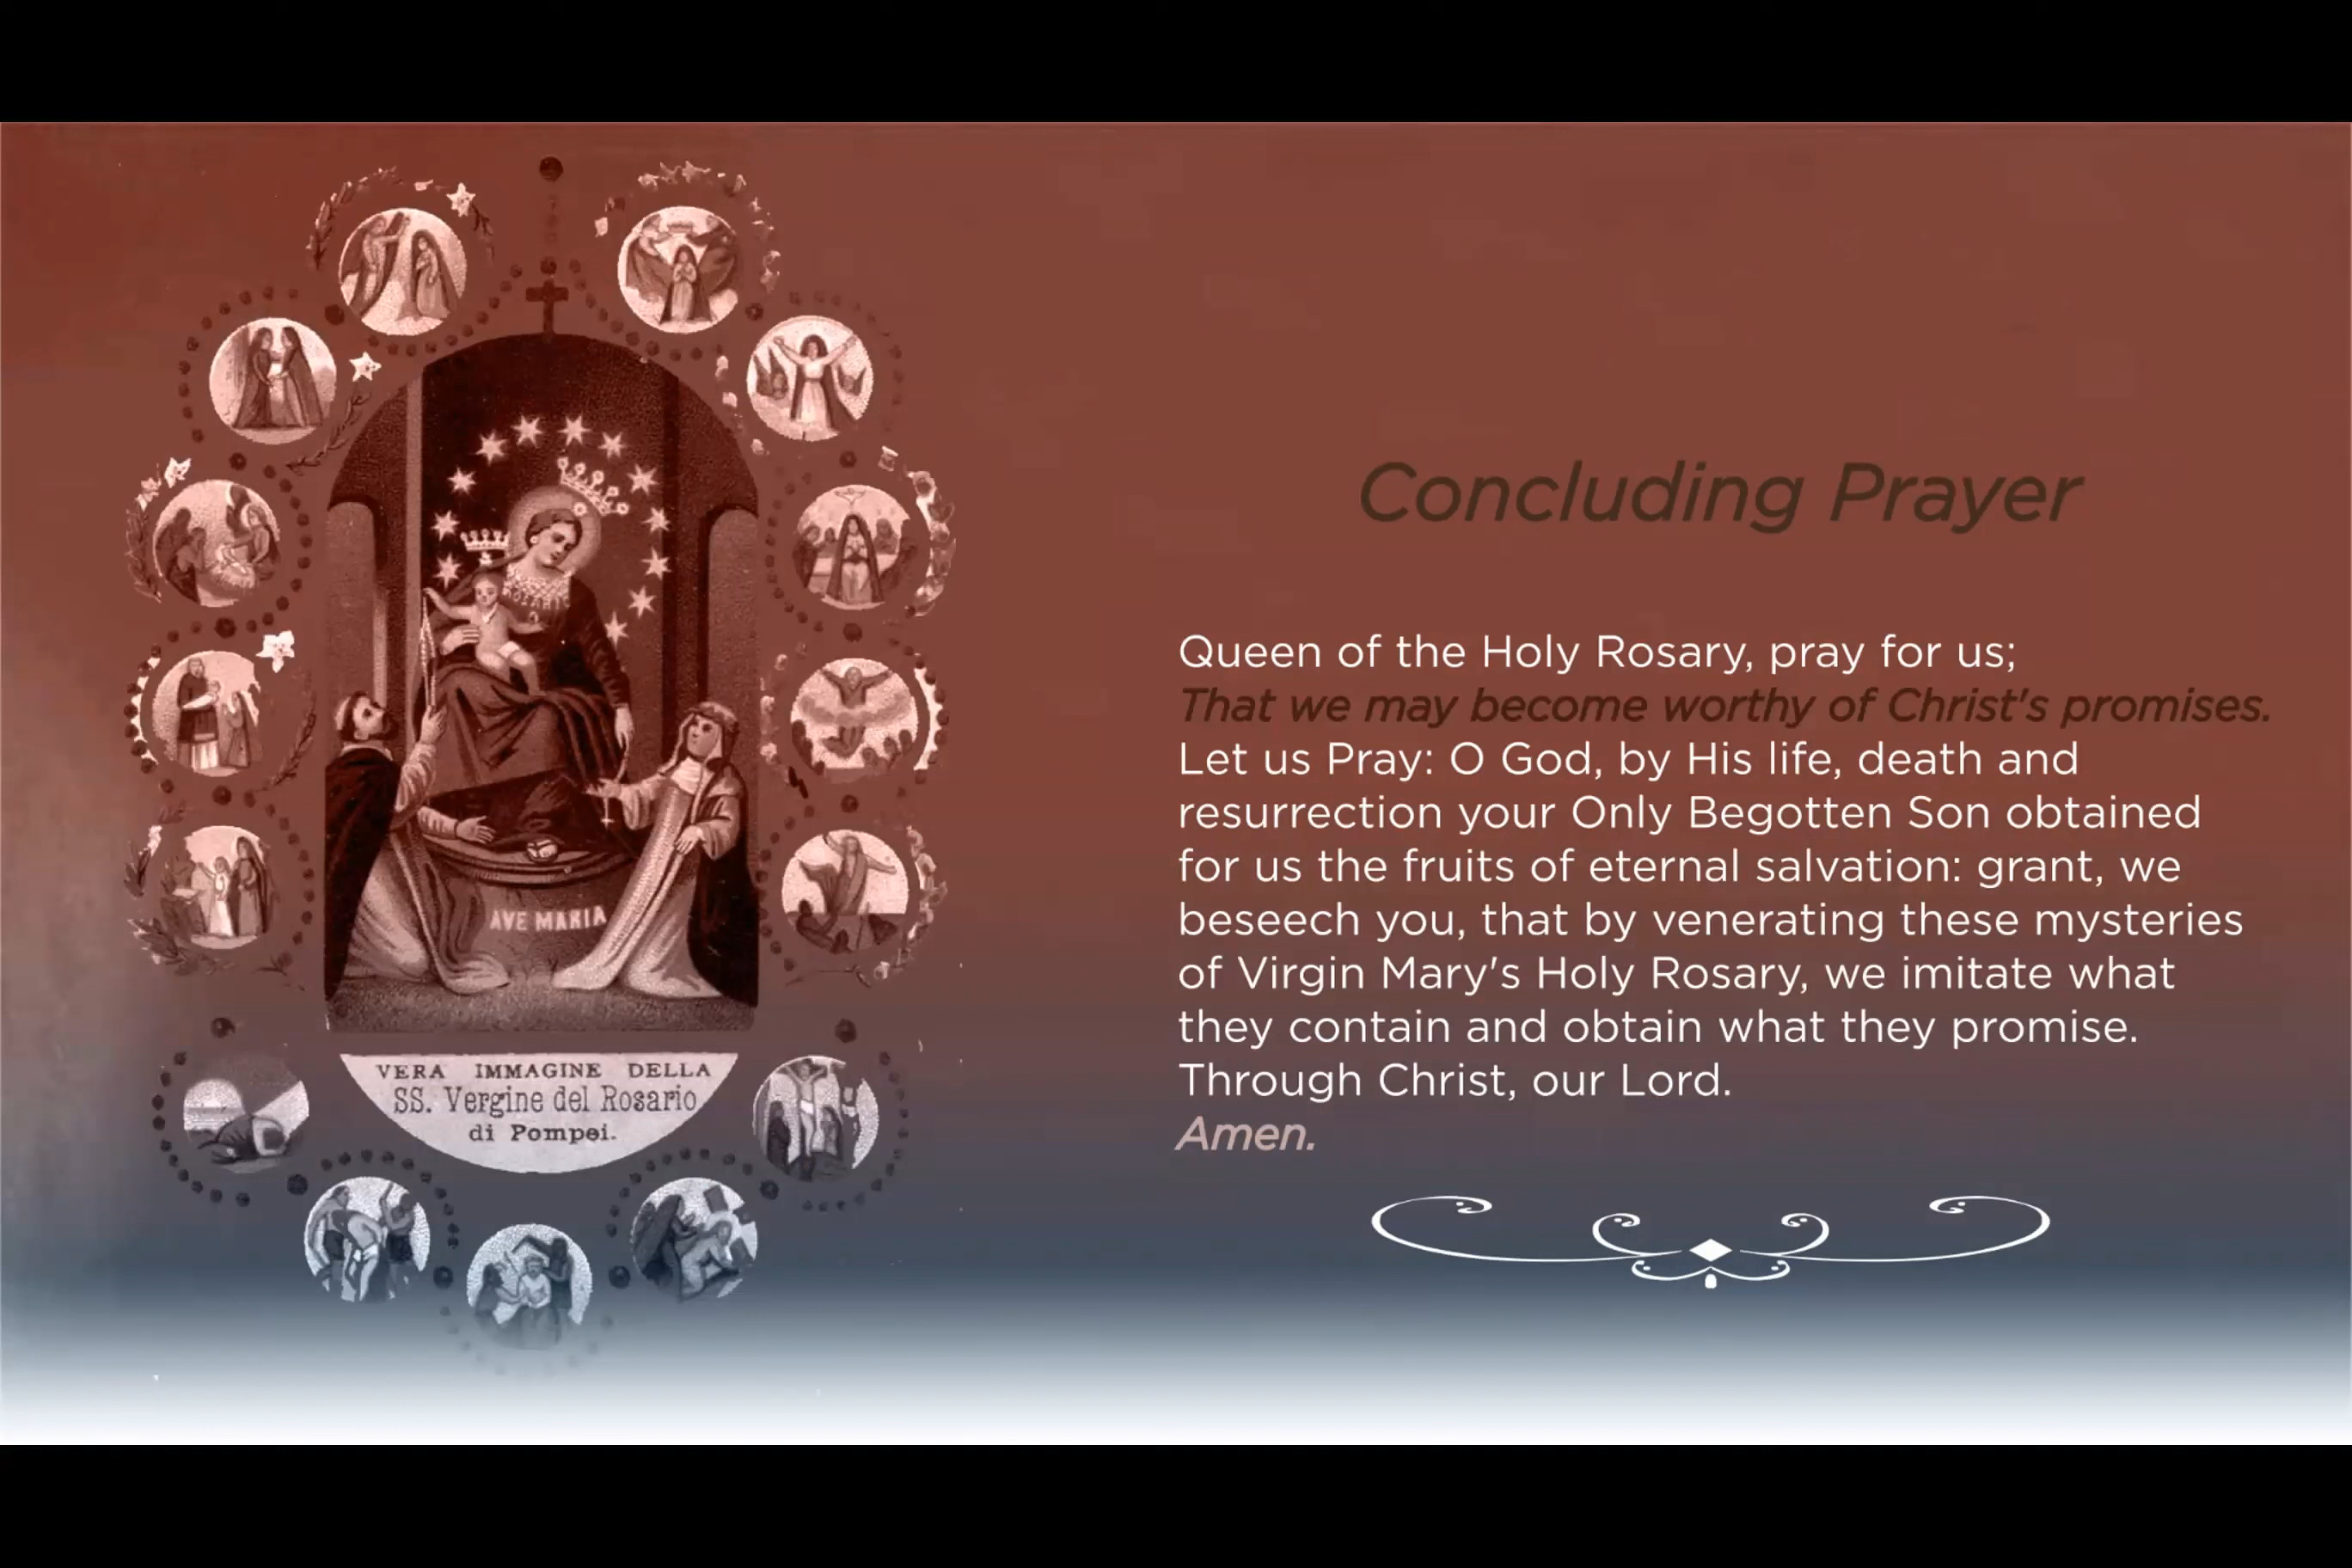 Concluding Prayer
Queen of the Holy Rosary, pray for us;
That we may become worthy of Christ's promises.
Let us Pray: O God, by His life, death and
resurrection your Only Begotten Son obtained
for us the fruits of eternal salvation: grant, we
beseech you, that by venerating these mysteries
of Virgin Mary's Holy Rosary, we imitate what
they contain and obtain what they promise.
Through Christ, our Lord.
Amen.
AVE MARIA
VERA IMMAGINE DELLA
SS. Vergine del Rosario
di Pompei.